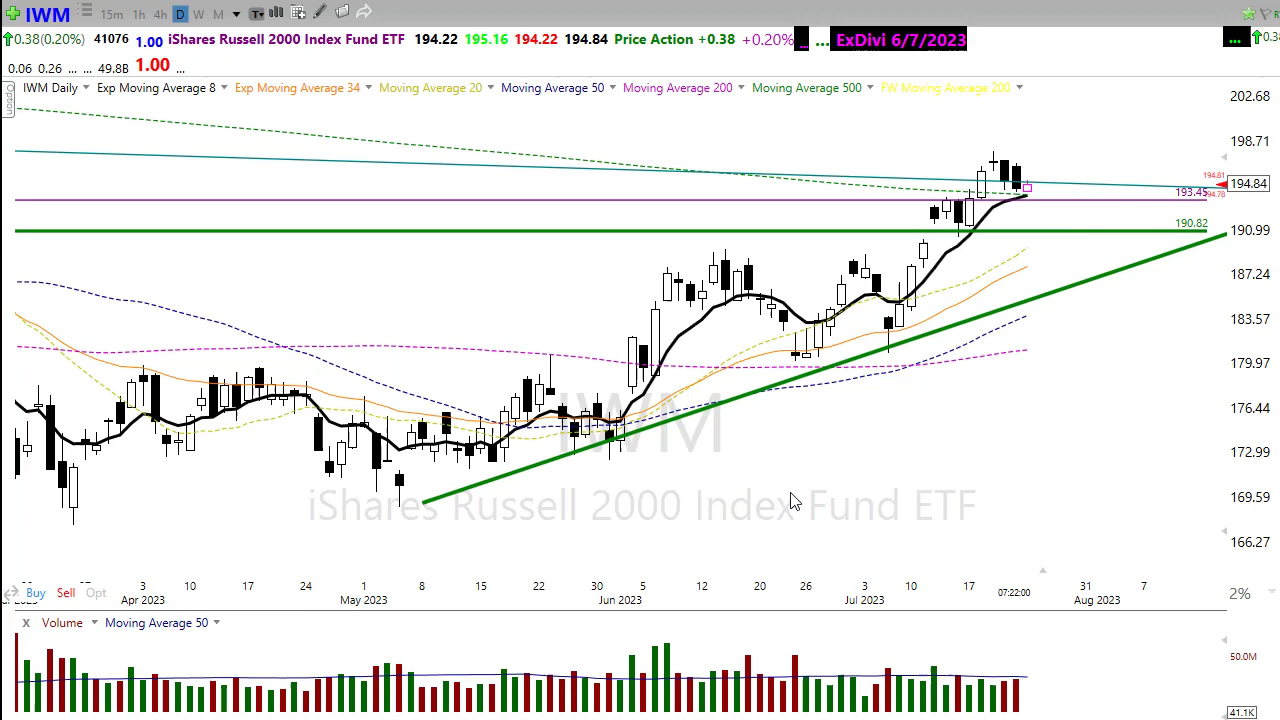 IWM 15m 1h 4h D W M
0.38(0.20%) 41076 1.00 iShares Russell 2000 Index Fund ETF 194.22 195.16 194.22 194.84 Price Action +0.38 +0.20% ... ... ExDivi 6/7/2023 ... 0.38
0.06 0.26 ... ... 49.8B 1.00 ...
Option
IWM Daily Exp Moving Average 8 Exp Moving Average 34 Moving Average 20 Moving Average 50 Moving Average 200 Moving Average 500 FW Moving Average 200
202.68
198.71
194.81
194.84
193.45
194.78
190.82
190.99
187.24
183.57
179.97
176.44
172.99
169.59
166.27
IWM
iShares Russell 2000 Index Fund ETF
3 10 17 24 1 8 15 22 30 5 12 20 26 3 10 17 07:22:00 31 7
Buy Sell Opt 2%
Apr 2023 May 2023 Jun 2023 Jul 2023 Aug 2023
x Volume Moving Average 50
50.0M
41.1K